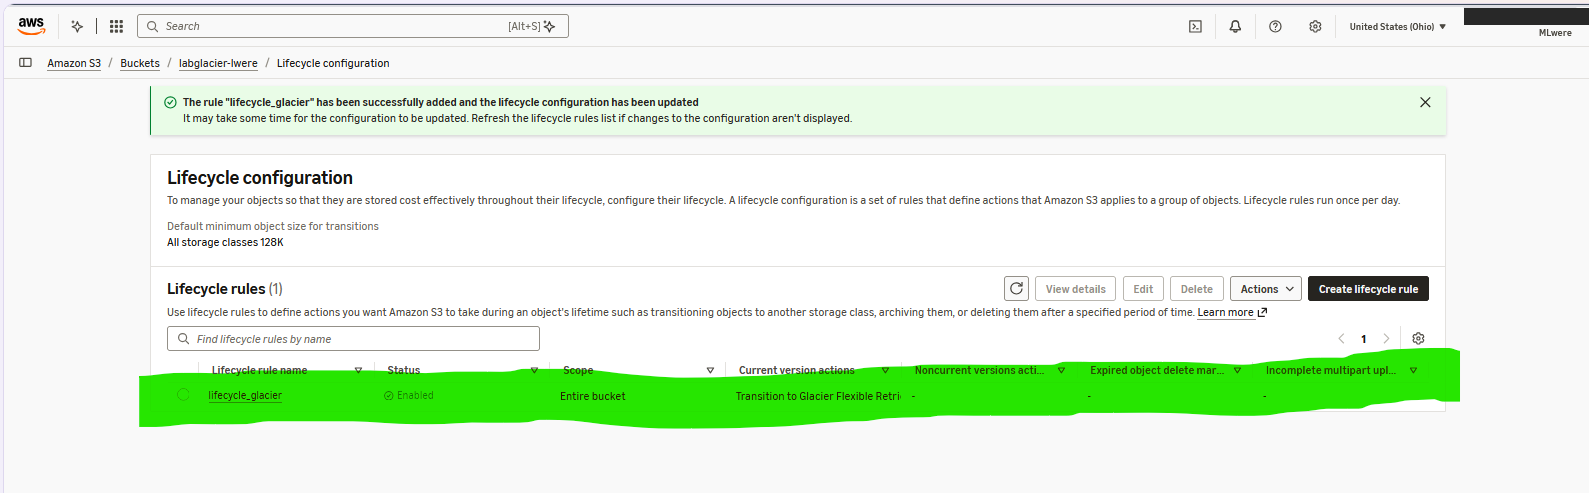 aws
Search [Alt+S]
United States (Ohio)
MLwere
Amazon S3 / Buckets / labglacier-lwere / Lifecycle configuration
The rule "lifecycle_glacier" has been successfully added and the lifecycle configuration has been updated
It may take some time for the configuration to be updated. Refresh the lifecycle rules list if changes to the configuration aren't displayed.
Lifecycle configuration
To manage your objects so that they are stored cost effectively throughout their lifecycle, configure their lifecycle. A lifecycle configuration is a set of rules that define actions that Amazon S3 applies to a group of objects. Lifecycle rules run once per day.
Default minimum object size for transitions
All storage classes 128K
Lifecycle rules (1)
View details Edit Delete Actions Create lifecycle rule
Use lifecycle rules to define actions you want Amazon S3 to take during an object's lifetime such as transitioning objects to another storage class, archiving them, or deleting them after a specified period of time. Learn more
Find lifecycle rules by name
1
Lifecycle rule name Status Scope Current version actions Noncurrent versions acti... Expired object delete mar... Incomplete multipart upl...
lifecycle_glacier Enabled Entire bucket Transition to Glacier Flexible Retri - - -